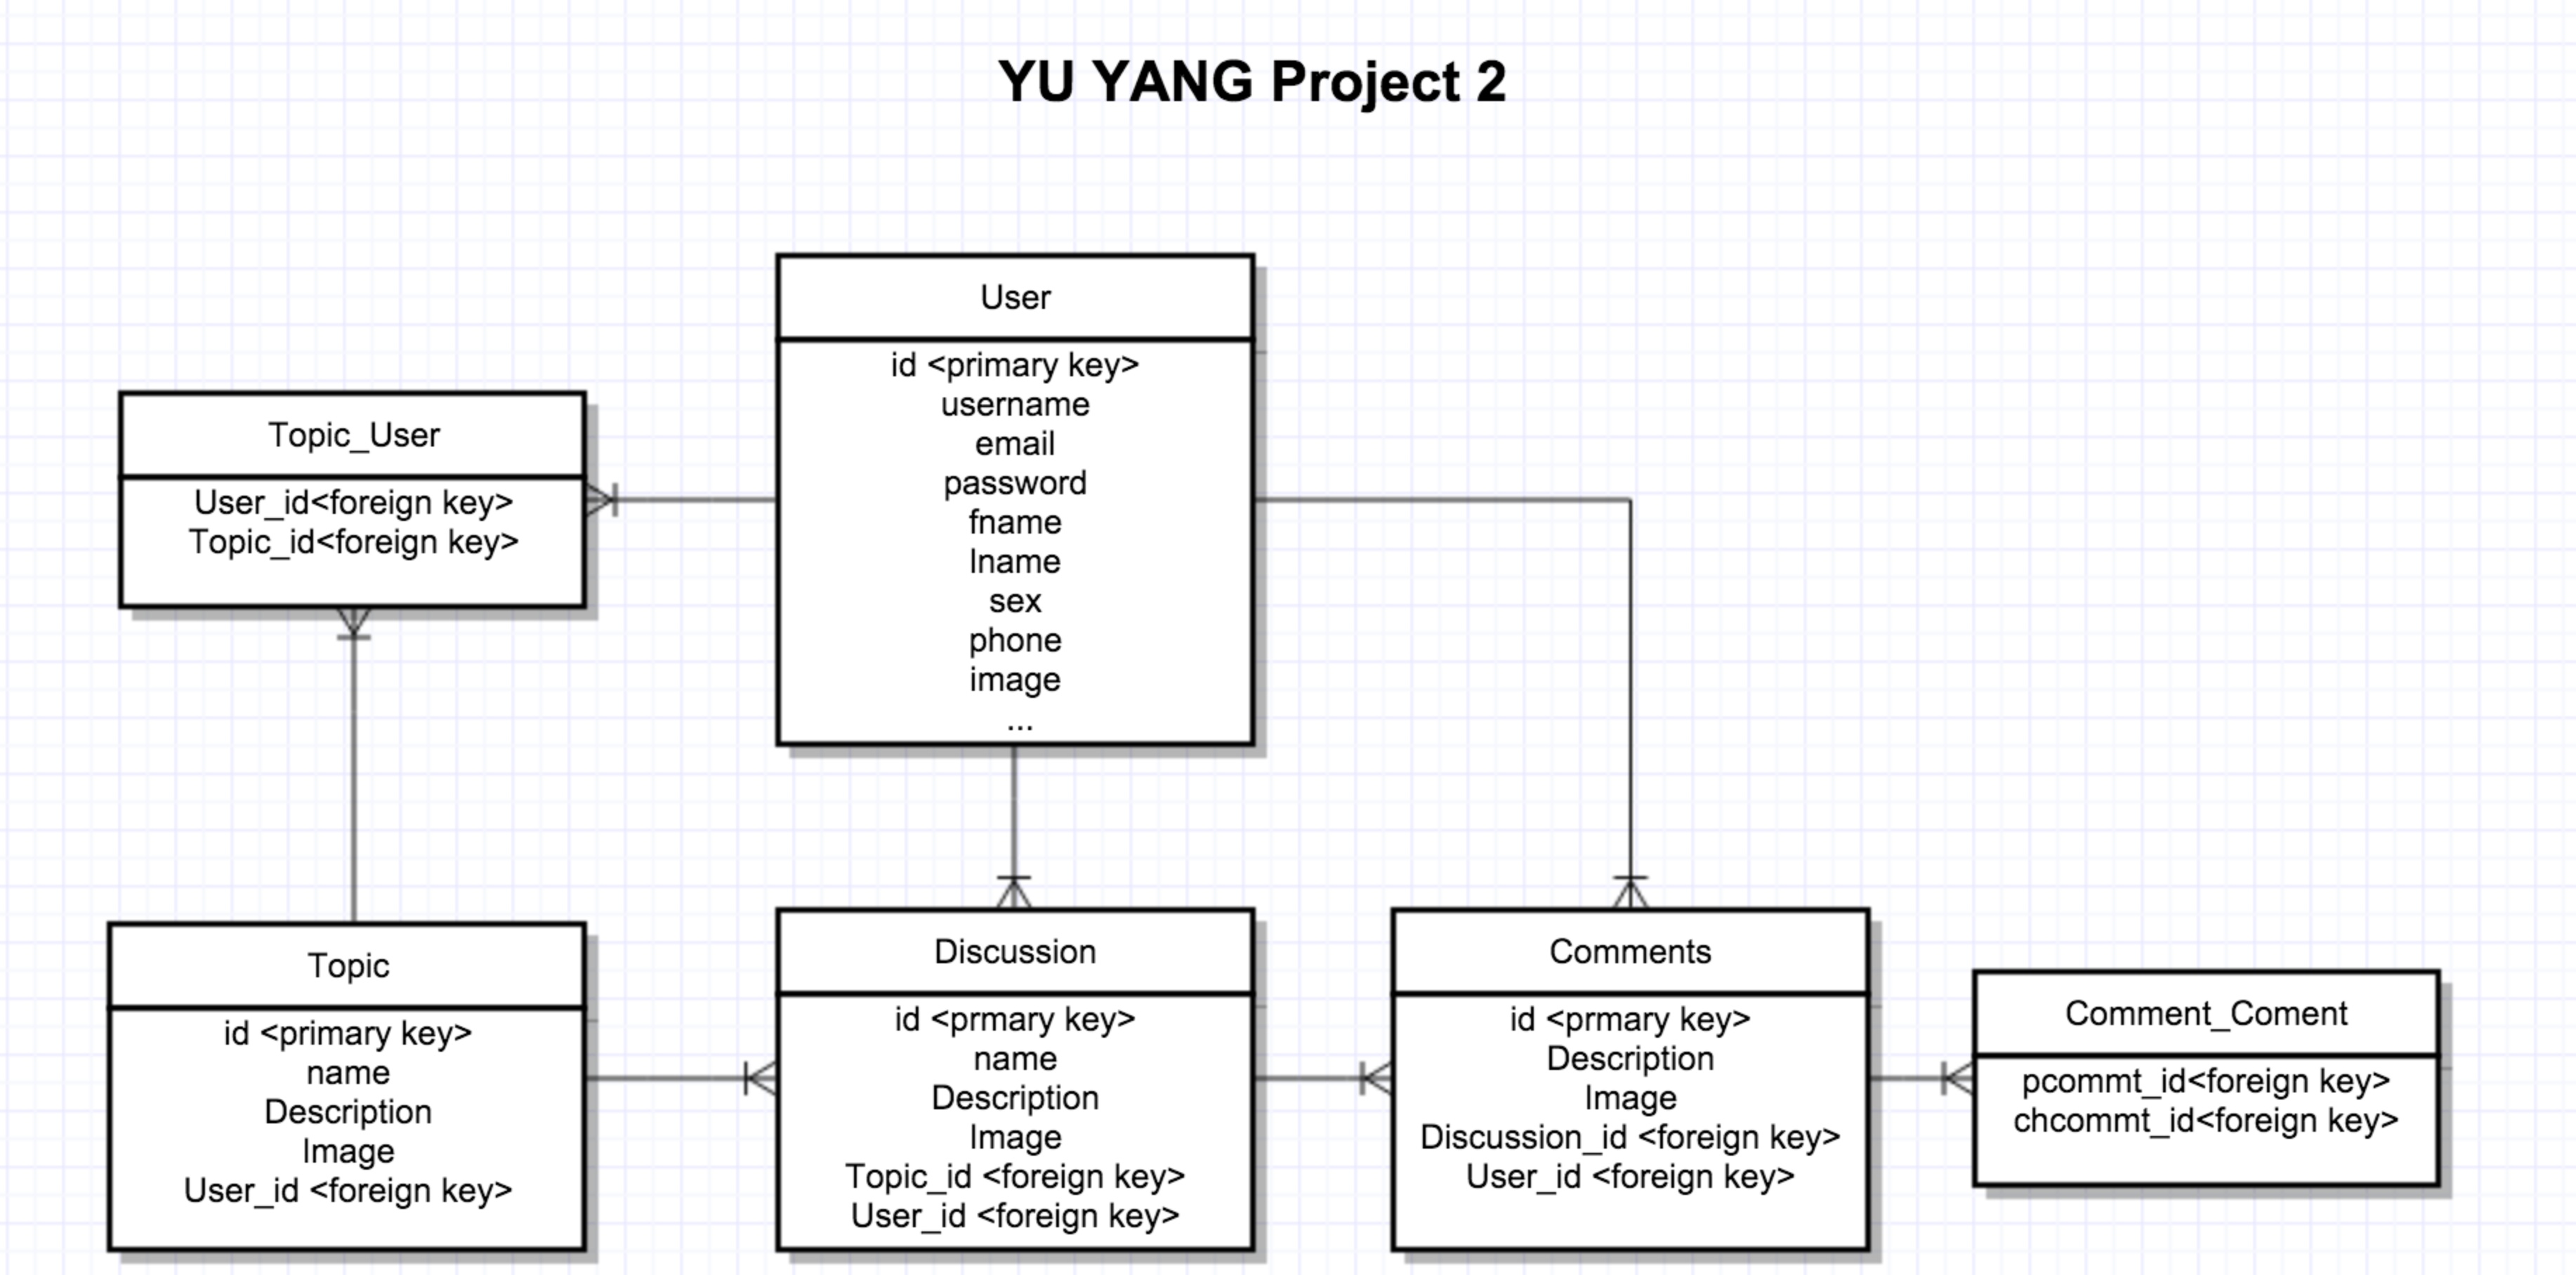 YU YANG Project 2
User
id <primary key>
username
email
password
fname
lname
sex
phone
image
...
Topic_User
User_id<foreign key>
Topic_id<foreign key>
Topic
id <primary key>
name
Description
Image
User_id <foreign key>
Discussion
id <prmary key>
name
Description
Image
Topic_id <foreign key>
User_id <foreign key>
Comments
id <prmary key>
Description
Image
Discussion_id <foreign key>
User_id <foreign key>
Comment_Coment
pcommt_id<foreign key>
chcommt_id<foreign key>